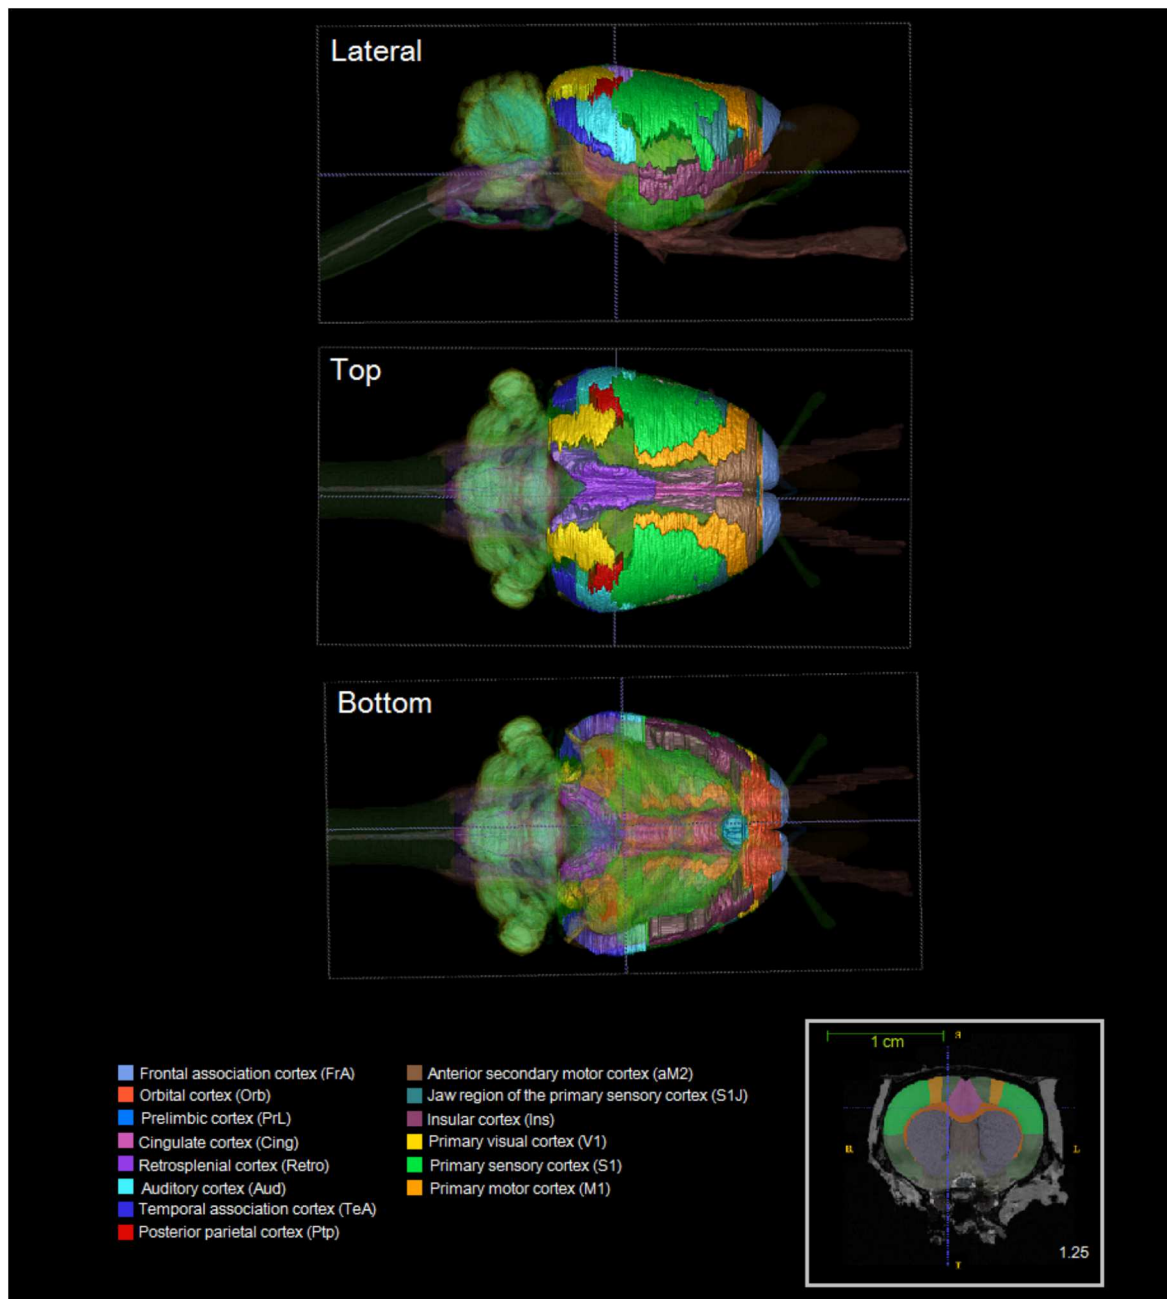 Lateral
Top
Bottom
Frontal association cortex (FrA)
Orbital cortex (Orb)
Prelimbic cortex (PrL)
Cingulate cortex (Cing)
Retrosplenial cortex (Retro)
Auditory cortex (Aud)
Temporal association cortex (TeA)
Posterior parietal cortex (Ptp)
Anterior secondary motor cortex (aM2)
Jaw region of the primary sensory cortex (S1J)
Insular cortex (Ins)
Primary visual cortex (V1)
Primary sensory cortex (S1)
Primary motor cortex (M1)
1 cm
S
R
L
I
1.25